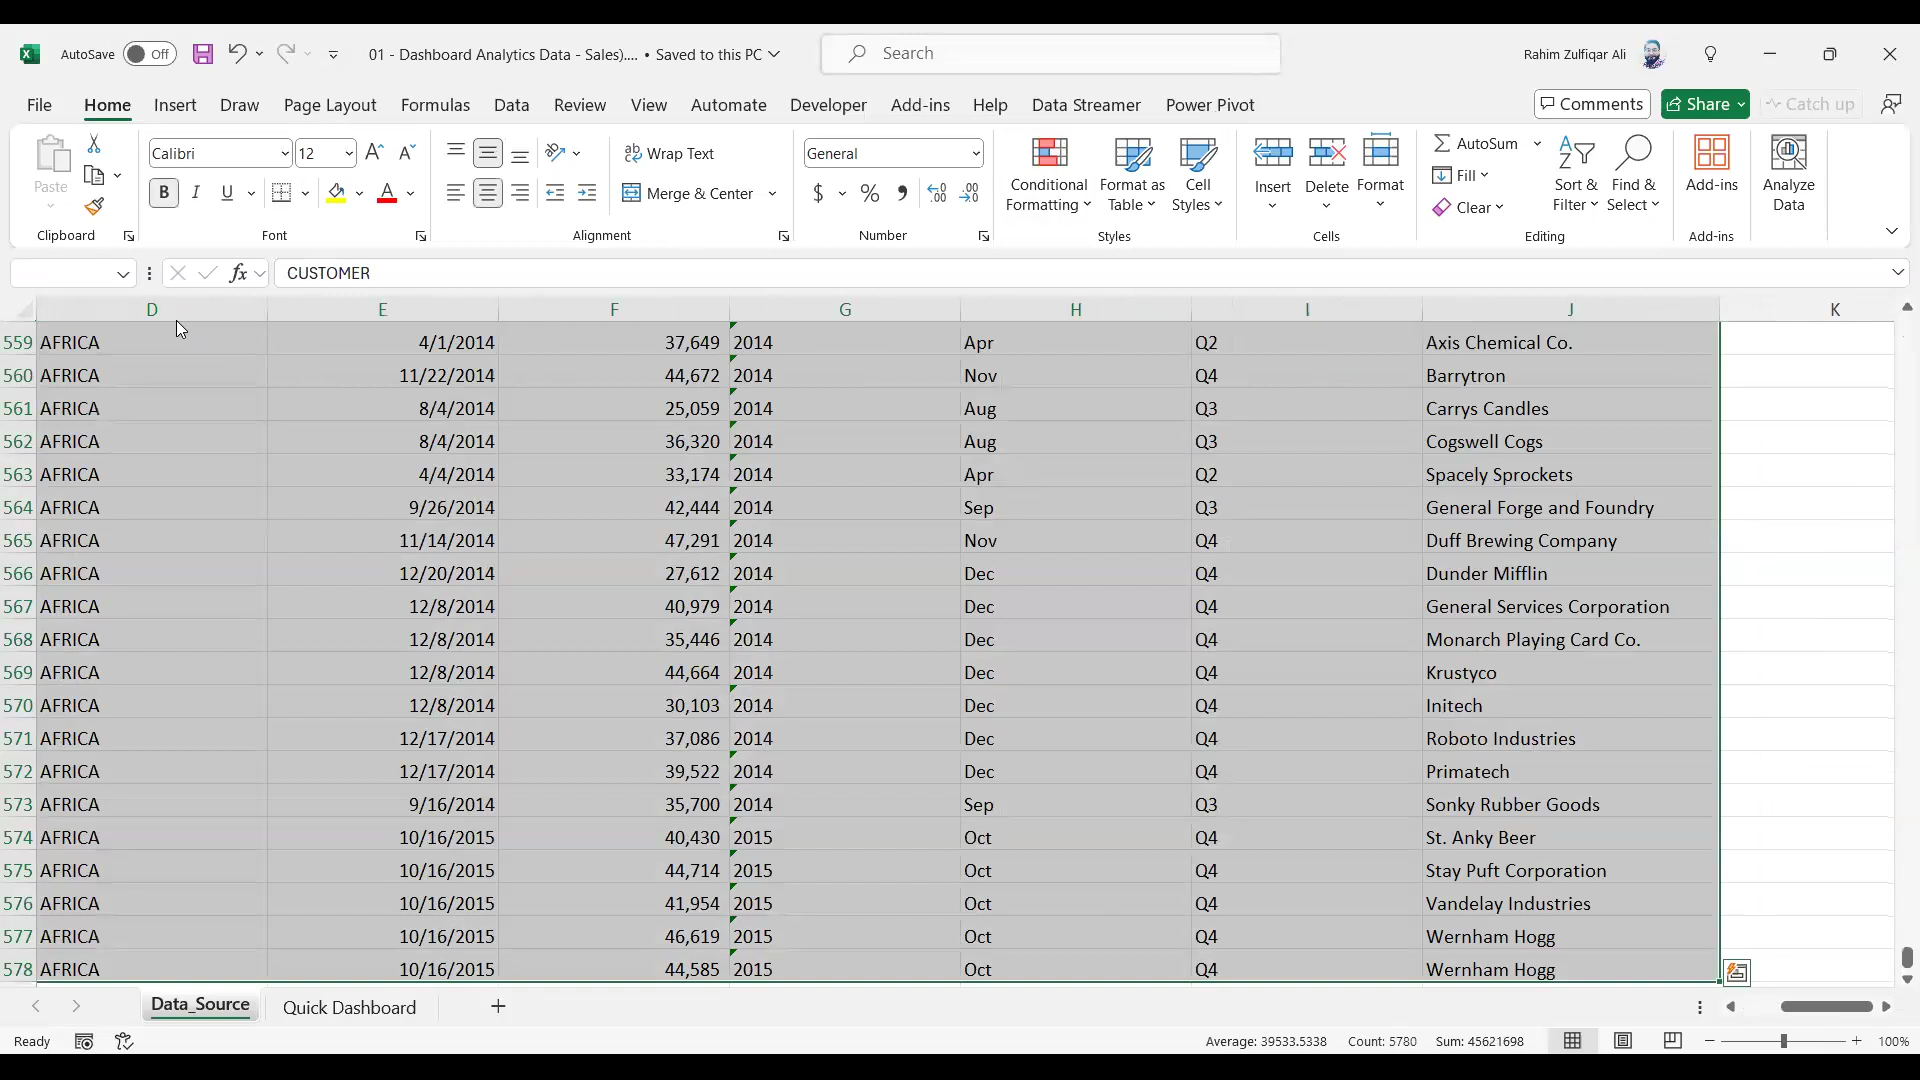 AutoSave Off 01 - Dashboard Analytics Data - Sales).... • Saved to this PC Search Rahim Zulfiqar Ali
File Home Insert Draw Page Layout Formulas Data Review View Automate Developer Add-ins Help Data Streamer Power Pivot Comments Share Catch up
Paste
Clipboard
Calibri 12
B I U
Font
Wrap Text
Merge & Center
Alignment
General
$ %
Number
Conditional Formatting
Format as Table
Cell Styles
Styles
Insert Delete Format
Cells
AutoSum
Fill
Clear
Sort & Filter
Find & Select
Editing
Add-ins
Add-ins
Analyze Data
fx CUSTOMER
D E F G H I J K
559 AFRICA 4/1/2014 37,649 2014 Apr Q2 Axis Chemical Co.
560 AFRICA 11/22/2014 44,672 2014 Nov Q4 Barrytron
561 AFRICA 8/4/2014 25,059 2014 Aug Q3 Carrys Candles
562 AFRICA 8/4/2014 36,320 2014 Aug Q3 Cogswell Cogs
563 AFRICA 4/4/2014 33,174 2014 Apr Q2 Spacely Sprockets
564 AFRICA 9/26/2014 42,444 2014 Sep Q3 General Forge and Foundry
565 AFRICA 11/14/2014 47,291 2014 Nov Q4 Duff Brewing Company
566 AFRICA 12/20/2014 27,612 2014 Dec Q4 Dunder Mifflin
567 AFRICA 12/8/2014 40,979 2014 Dec Q4 General Services Corporation
568 AFRICA 12/8/2014 35,446 2014 Dec Q4 Monarch Playing Card Co.
569 AFRICA 12/8/2014 44,664 2014 Dec Q4 Krustyco
570 AFRICA 12/8/2014 30,103 2014 Dec Q4 Initech
571 AFRICA 12/17/2014 37,086 2014 Dec Q4 Roboto Industries
572 AFRICA 12/17/2014 39,522 2014 Dec Q4 Primatech
573 AFRICA 9/16/2014 35,700 2014 Sep Q3 Sonky Rubber Goods
574 AFRICA 10/16/2015 40,430 2015 Oct Q4 St. Anky Beer
575 AFRICA 10/16/2015 44,714 2015 Oct Q4 Stay Puft Corporation
576 AFRICA 10/16/2015 41,954 2015 Oct Q4 Vandelay Industries
577 AFRICA 10/16/2015 46,619 2015 Oct Q4 Wernham Hogg
578 AFRICA 10/16/2015 44,585 2015 Oct Q4 Wernham Hogg
Data_Source Quick Dashboard
Ready Average: 39533.5338 Count: 5780 Sum: 45621698 100%